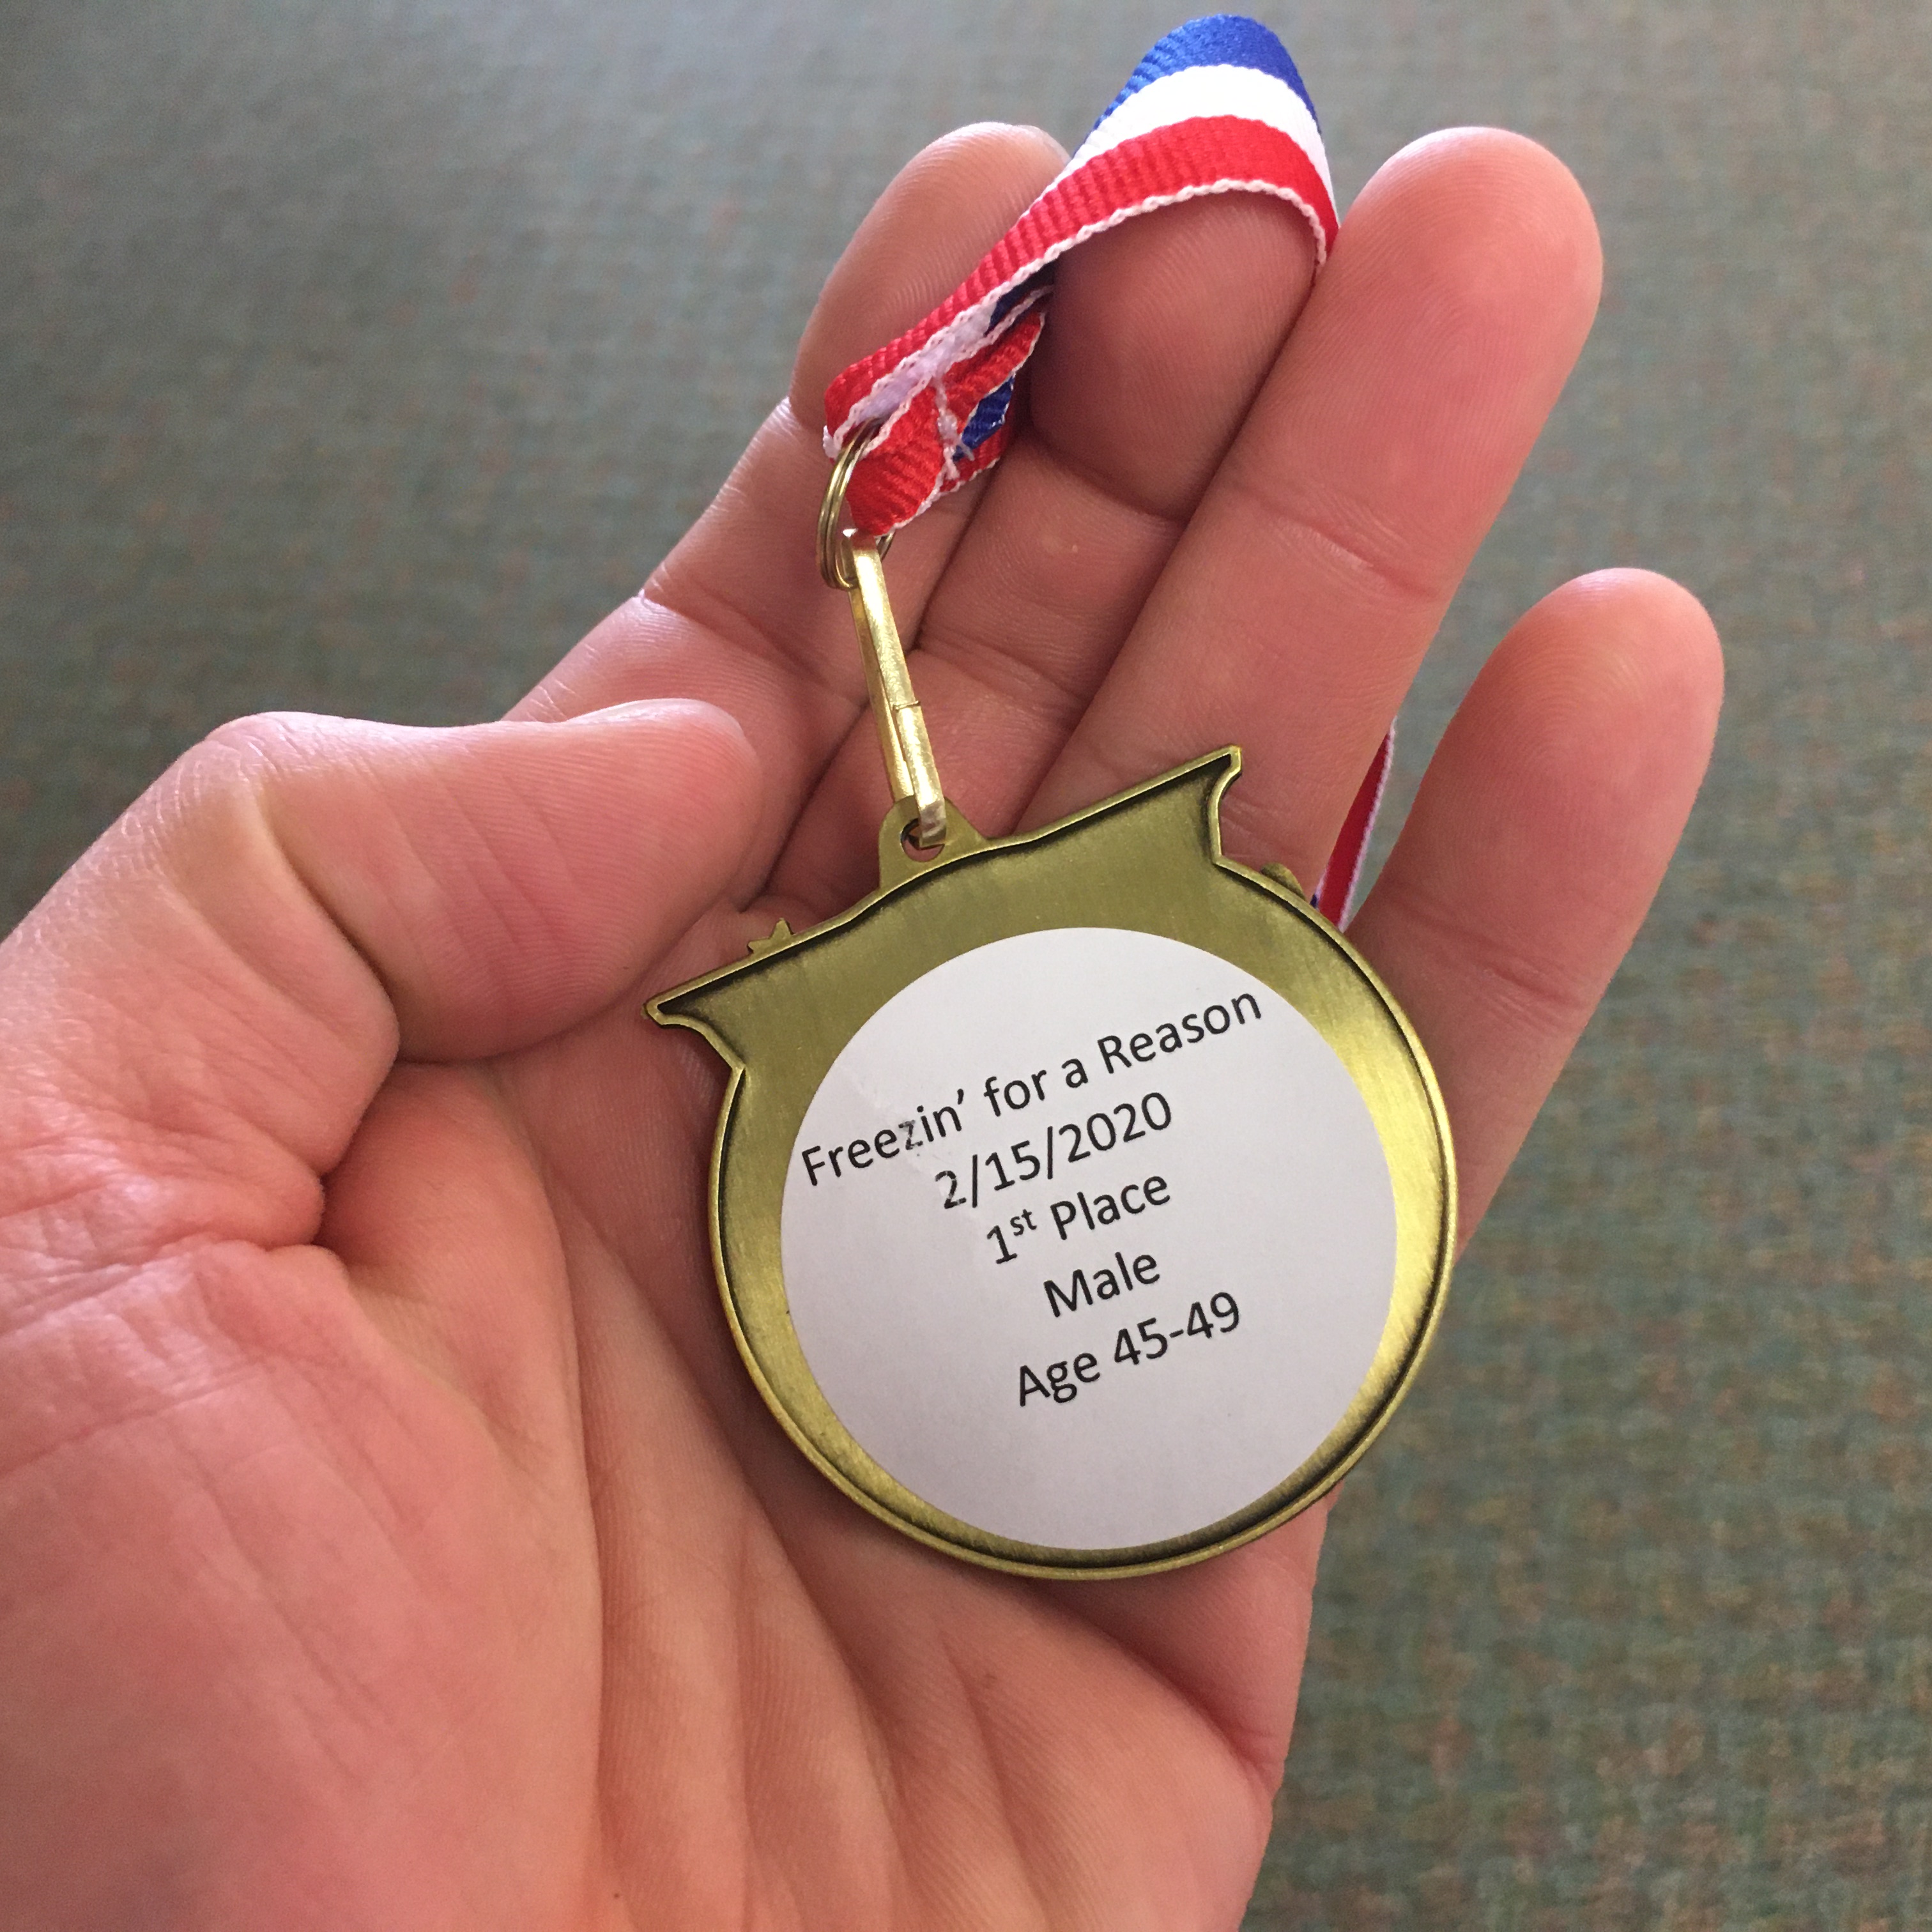 Freezin’ for a Reason
2/15/2020
1st Place
Male
Age 45-49